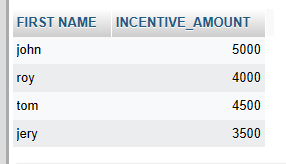 FIRST NAME INCENTIVE_AMOUNT
john 5000
roy 4000
tom 4500
jery 3500